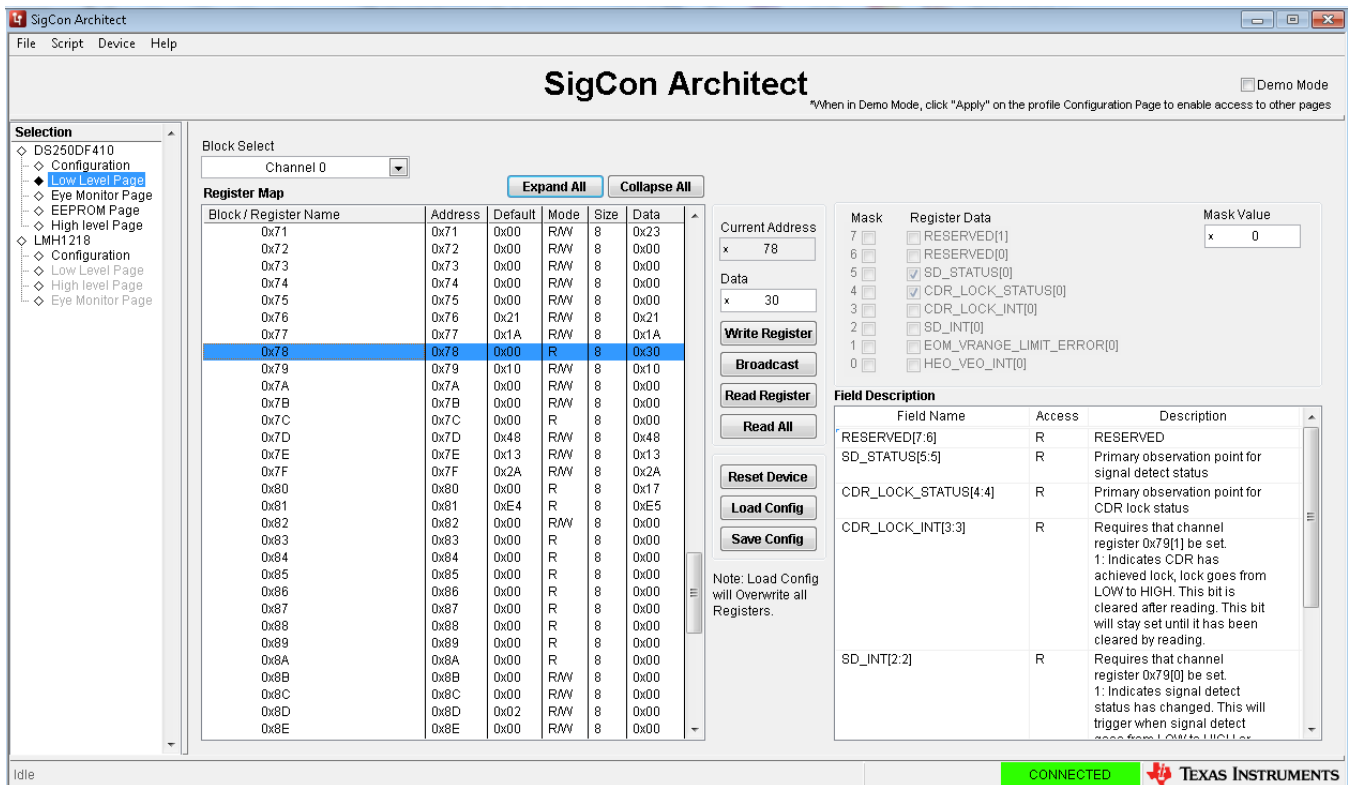 SigCon Architect
File Script Device Help
SigCon Architect
Demo Mode
"When in Demo Mode, click "Apply" on the profile Configuration Page to enable access to other pages
Selection
DS250DF410
Configuration
Low Level Page
Eye Monitor Page
EEPROM Page
High level Page
LMH1218
Configuration
Low Level Page
High level Page
Eye Monitor Page
Block Select
Channel 0
Register Map
Expand All
Collapse All
Block / Register Name Address Default Mode Size Data
0x71 0x71 0x00 R/W 8 0x23
0x72 0x72 0x00 R/W 8 0x00
0x73 0x73 0x00 R/W 8 0x00
0x74 0x74 0x00 R/W 8 0x00
0x75 0x75 0x00 R/W 8 0x00
0x76 0x76 0x21 R/W 8 0x21
0x77 0x77 0x1A R/W 8 0x1A
0x78 0x78 0x00 R 8 0x30
0x79 0x79 0x10 R/W 8 0x10
0x7A 0x7A 0x00 R/W 8 0x00
0x7B 0x7B 0x00 R/W 8 0x00
0x7C 0x7C 0x00 R 8 0x00
0x7D 0x7D 0x48 R/W 8 0x48
0x7E 0x7E 0x13 R/W 8 0x13
0x7F 0x7F 0x2A R/W 8 0x2A
0x80 0x80 0x00 R 8 0x17
0x81 0x81 0xE4 R 8 0xE5
0x82 0x82 0x00 R/W 8 0x00
0x83 0x83 0x00 R 8 0x00
0x84 0x84 0x00 R 8 0x00
0x85 0x85 0x00 R 8 0x00
0x86 0x86 0x00 R 8 0x00
0x87 0x87 0x00 R 8 0x00
0x88 0x88 0x00 R 8 0x00
0x89 0x89 0x00 R 8 0x00
0x8A 0x8A 0x00 R 8 0x00
0x8B 0x8B 0x00 R/W 8 0x00
0x8C 0x8C 0x00 R/W 8 0x00
0x8D 0x8D 0x02 R/W 8 0x00
0x8E 0x8E 0x00 R/W 8 0x00
Current Address
x 78
Data
x 30
Write Register
Broadcast
Read Register
Read All
Reset Device
Load Config
Save Config
Note: Load Config
will Overwrite all
Registers.
Mask Register Data
7 RESERVED[1]
6 RESERVED[0]
5 SD_STATUS[0]
4 CDR_LOCK_STATUS[0]
3 CDR_LOCK_INT[0]
2 SD_INT[0]
1 EOM_VRANGE_LIMIT_ERROR[0]
0 HEO_VEO_INT[0]
Mask Value
x 0
Field Description
Field Name Access Description
RESERVED[7:6] R RESERVED
SD_STATUS[5:5] R Primary observation point for
signal detect status
CDR_LOCK_STATUS[4:4] R Primary observation point for
CDR lock status
CDR_LOCK_INT[3:3] R Requires that channel
register 0x79[1] be set.
1: Indicates CDR has
achieved lock, lock goes from
LOW to HIGH. This bit is
cleared after reading. This bit
will stay set until it has been
cleared by reading.
SD_INT[2:2] R Requires that channel
register 0x79[0] be set.
1: Indicates signal detect
status has changed. This will
trigger when signal detect
goes from LOW to HIGH or
Idle
CONNECTED
TEXAS INSTRUMENTS